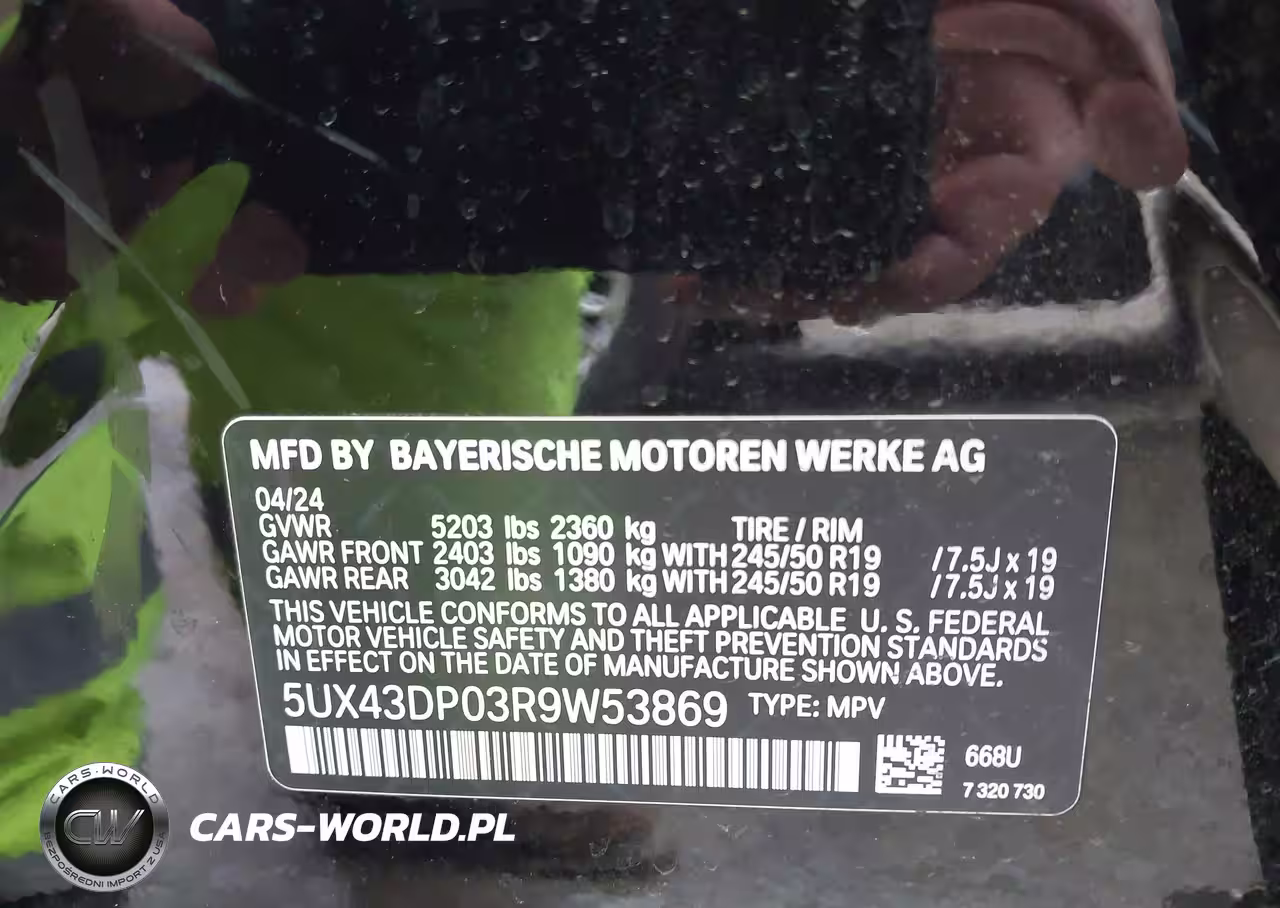 MFD BY BAYERISCHE MOTOREN WERKE AG
04/24
GVWR 5203 lbs 2360 kg TIRE / RIM
GAWR FRONT 2403 lbs 1090 kg WITH 245/50 R19 /7.5J x 19
GAWR REAR 3042 lbs 1380 kg WITH 245/50 R19 /7.5J x 19
THIS VEHICLE CONFORMS TO ALL APPLICABLE U. S. FEDERAL
MOTOR VEHICLE SAFETY AND THEFT PREVENTION STANDARDS
IN EFFECT ON THE DATE OF MANUFACTURE SHOWN ABOVE.
5UX43DP03R9W53869 TYPE: MPV
668U
7 320 730
CARS-WORLD
CW
BEZPOŚREDNI IMPORT Z USA
CARS-WORLD.PL